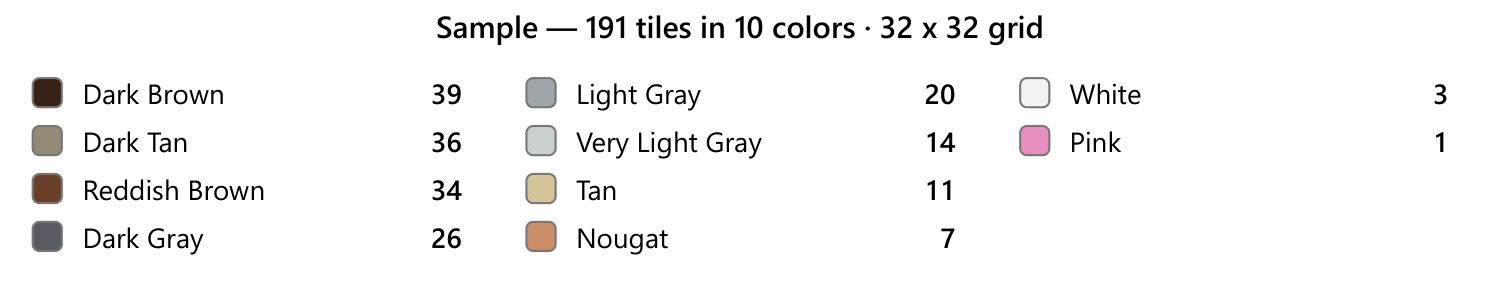 Sample — 191 tiles in 10 colors · 32 x 32 grid
Dark Brown 39
Dark Tan 36
Reddish Brown 34
Dark Gray 26
Light Gray 20
Very Light Gray 14
Tan 11
Nougat 7
White 3
Pink 1